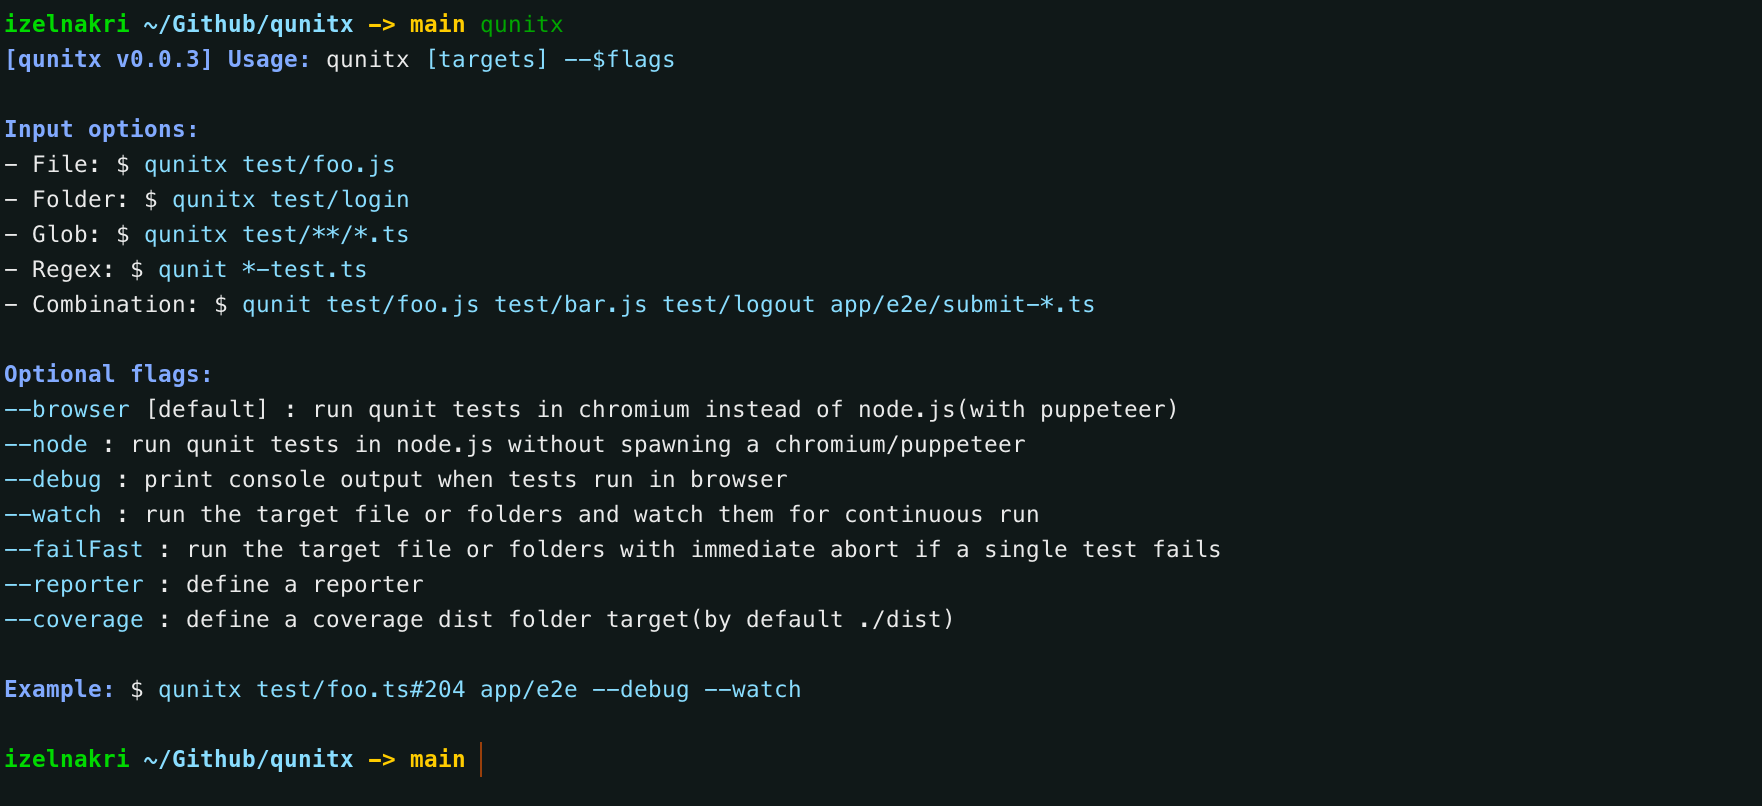 izelnakri ~/Github/qunitx -> main qunitx
[qunitx v0.0.3] Usage: qunitx [targets] --$flags
Input options:
- File: $ qunitx test/foo.js
- Folder: $ qunitx test/login
- Glob: $ qunitx test/**/*.ts
- Regex: $ qunit *-test.ts
- Combination: $ qunit test/foo.js test/bar.js test/logout app/e2e/submit-*.ts
Optional flags:
--browser [default] : run qunit tests in chromium instead of node.js(with puppeteer)
--node : run qunit tests in node.js without spawning a chromium/puppeteer
--debug : print console output when tests run in browser
--watch : run the target file or folders and watch them for continuous run
--failFast : run the target file or folders with immediate abort if a single test fails
--reporter : define a reporter
--coverage : define a coverage dist folder target(by default ./dist)
Example: $ qunitx test/foo.ts#204 app/e2e --debug --watch
izelnakri ~/Github/qunitx -> main